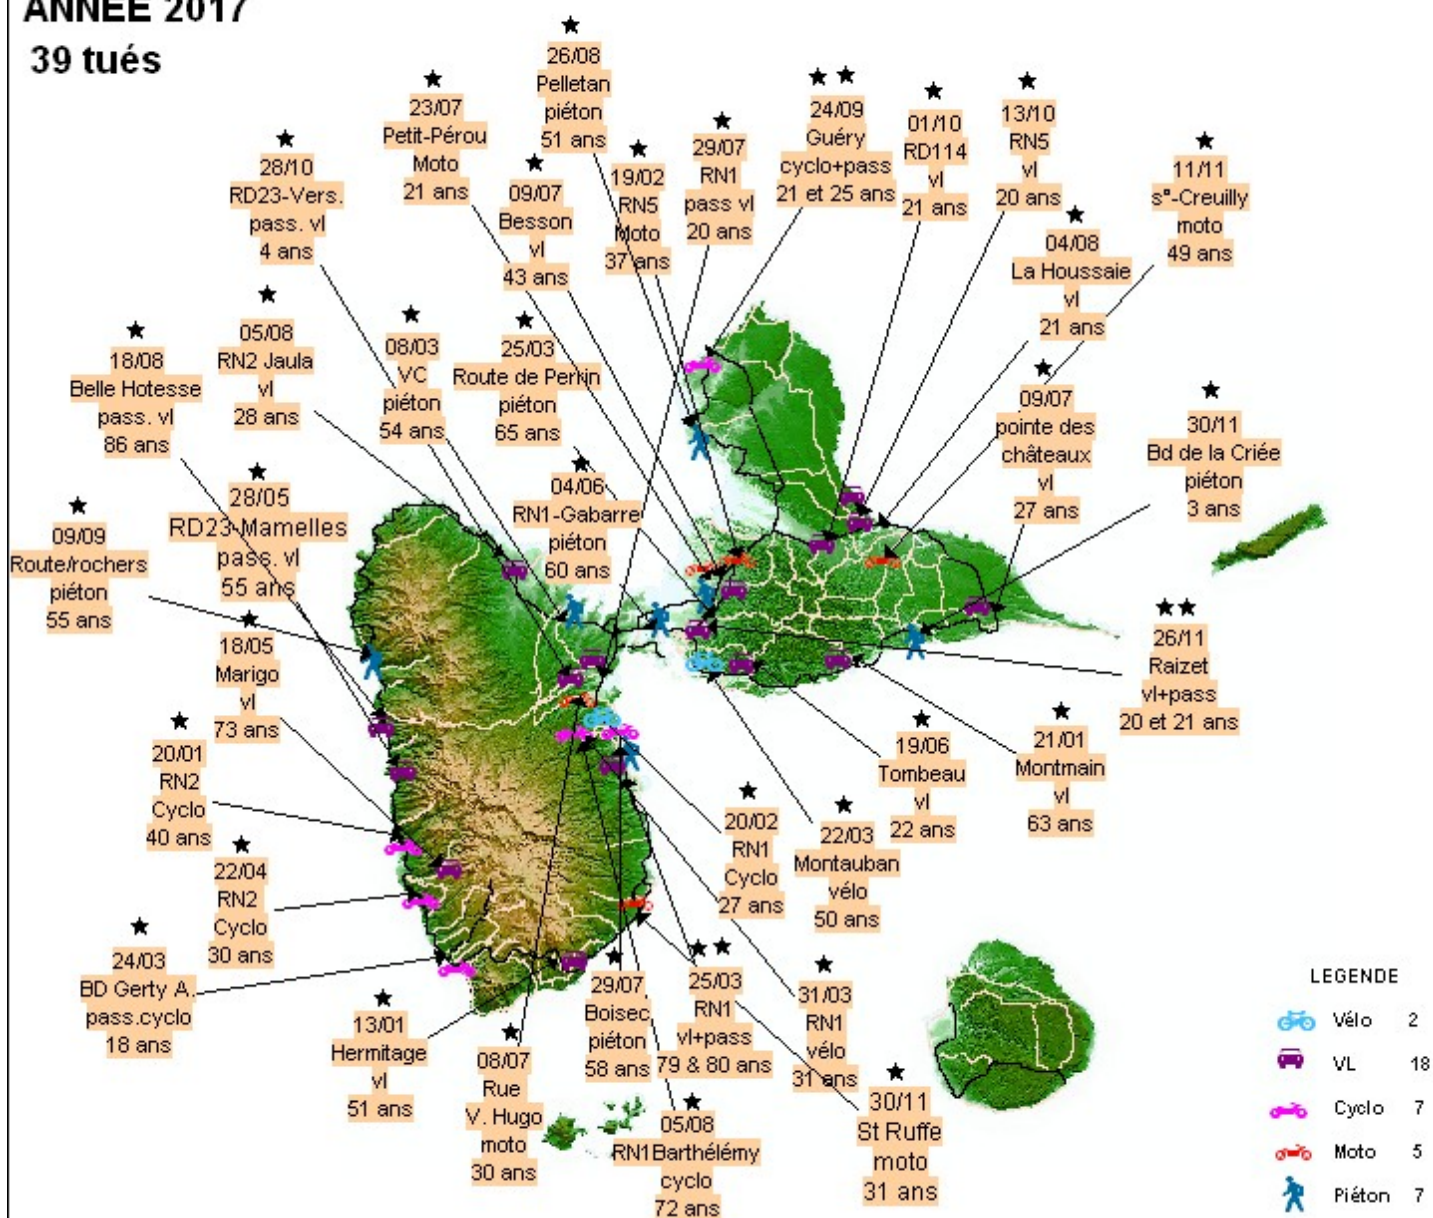 ANNEE 2017
39 tués
26/08
Pelletan
piéton
51 ans
23/07
Petit-Pérou
Moto
21 ans
28/10
RD23-Vers.
pass. vl
4 ans
09/07
Besson
vl
43 ans
19/02
RN5
Moto
37 ans
29/07
RN1
pass vl
20 ans
24/09
Guéry
cyclo+pass
21 et 25 ans
01/10
RD114
vl
21 ans
13/10
RN5
vl
20 ans
11/11
s°-Creuilly
moto
49 ans
04/08
La Houssaie
vl
21 ans
18/08
Belle Hotesse
pass. vl
86 ans
05/08
RN2 Jaula
vl
28 ans
08/03
VC
piéton
54 ans
25/03
Route de Perrin
piéton
65 ans
09/07
pointe des
châteaux
vl
27 ans
30/11
Bd de la Criée
piéton
3 ans
09/09
Route/rochers
piéton
55 ans
28/05
RD23-Mamelles
pass. vl
55 ans
04/06
RN1-Gabarre
piéton
60 ans
18/05
Marigo
vl
73 ans
26/11
Raizet
vl+pass
20 et 21 ans
20/01
RN2
Cyclo
40 ans
19/06
Tombeau
vl
22 ans
21/01
Montmain
vl
63 ans
22/04
RN2
Cyclo
30 ans
20/02
RN1
Cyclo
27 ans
22/03
Montauban
vélo
50 ans
24/03
BD Gerty A.
pass.cyclo
18 ans
13/01
Hermitage
vl
51 ans
08/07
Rue
V. Hugo
moto
30 ans
29/07
Boisec
piéton
58 ans
25/03
RN1
vl+pass
79 & 80 ans
31/03
RN1
vélo
31 ans
05/08
RN1Barthélémy
cyclo
72 ans
30/11
St Ruffe
moto
31 ans
LEGENDE
Vélo 2
VL 18
Cyclo 7
Moto 5
Piéton 7